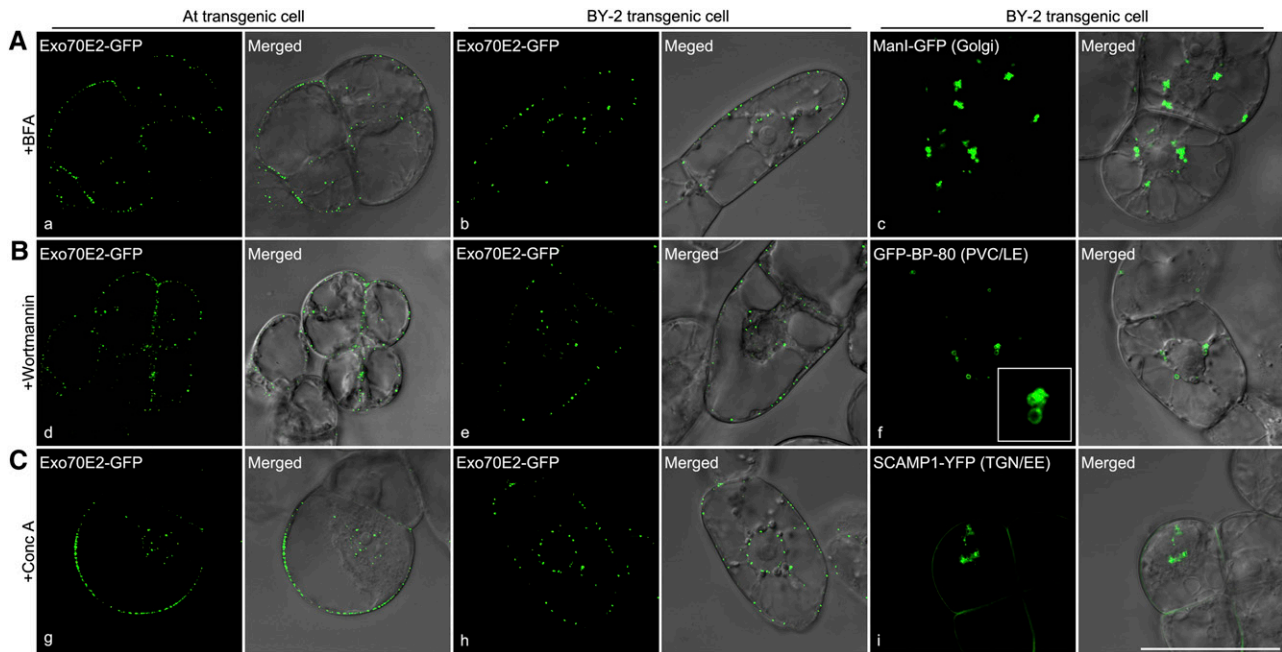 At transgenic cell
BY-2 transgenic cell
BY-2 transgenic cell
A
+BFA
Exo70E2-GFP
Merged
Exo70E2-GFP
Meged
ManI-GFP (Golgi)
Merged
a
b
c
B
+Wortmannin
Exo70E2-GFP
Merged
Exo70E2-GFP
Merged
GFP-BP-80 (PVC/LE)
Merged
d
e
f
C
+Conc A
Exo70E2-GFP
Merged
Exo70E2-GFP
Merged
SCAMP1-YFP (TGN/EE)
Merged
g
h
i